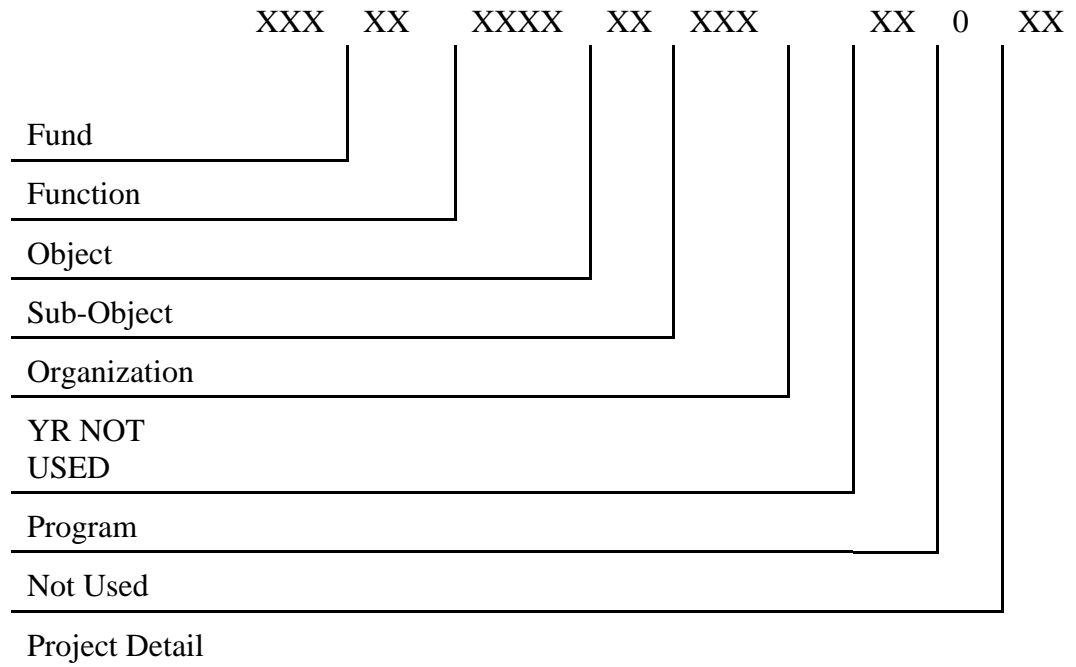 XXX XX XXXX XX XXX XX 0 XX
Fund
Function
Object
Sub-Object
Organization
YR NOT
USED
Program
Not Used
Project Detail